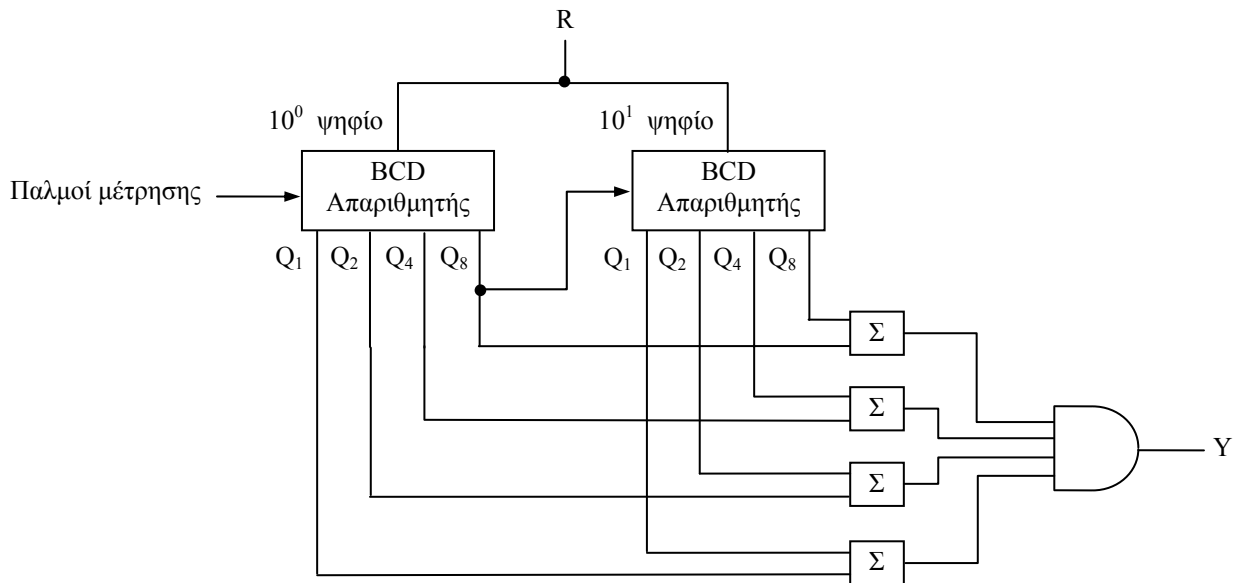 R
10⁰ ψηφίο
10¹ ψηφίο
BCD
Απαριθμητής
BCD
Απαριθμητής
Παλμοί μέτρησης
Q₁ Q₂ Q₄ Q₈
Q₁ Q₂ Q₄ Q₈
Σ
Σ
Σ
Σ
Y